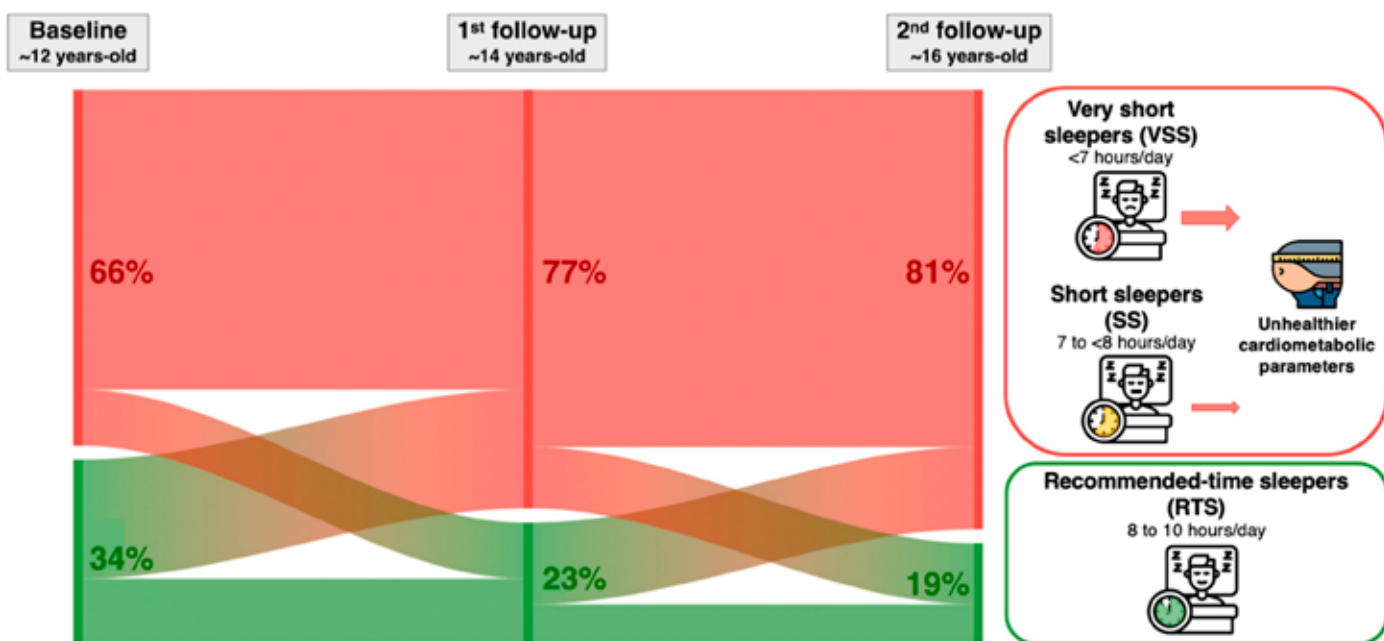 Baseline
~12 years-old
1st follow-up
~14 years-old
2nd follow-up
~16 years-old
66%
77%
81%
34%
23%
19%
Very short
sleepers (VSS)
<7 hours/day
z z
z z
Short sleepers
(SS)
7 to <8 hours/day
z z
z z
Unhealthier
cardiometabolic
parameters
Recommended-time sleepers
(RTS)
8 to 10 hours/day
z z
z z